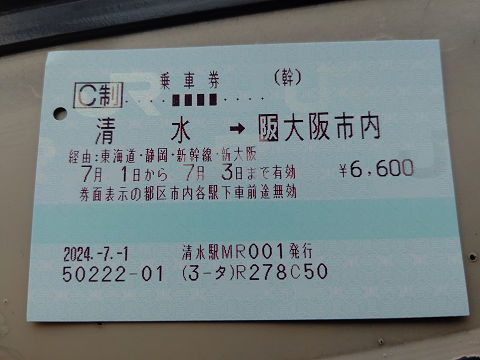 C制 乗車券 (幹)
清水 → 阪大阪市内
経由:東海道・静岡・新幹線・新大阪
7月 1日から 7月 3日まで有効 ¥6,600
券面表示の都区市内各駅下車前途無効
2024.-7.-1 清水駅MR001発行
50222-01 (3-タ)R278C50